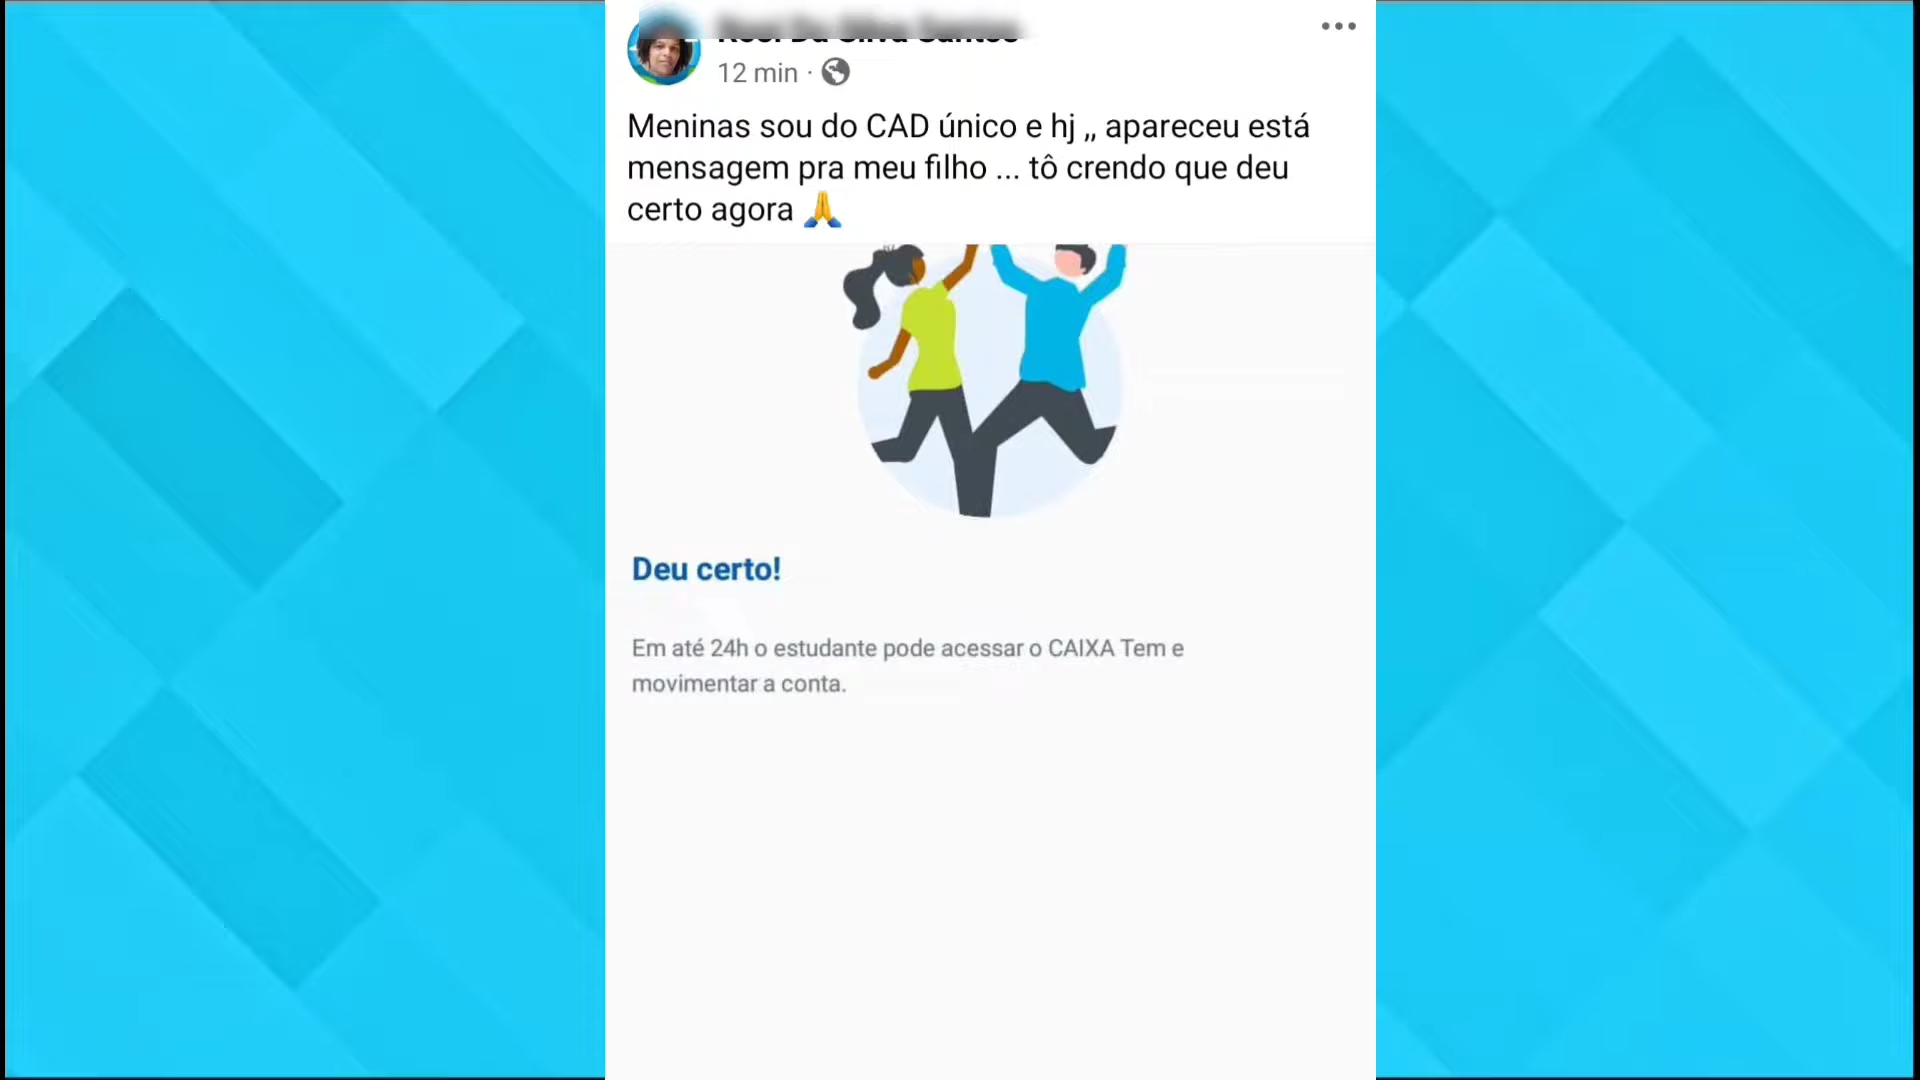 12 min ·
Meninas sou do CAD único e hj ,, apareceu está
mensagem pra meu filho ... tô crendo que deu
certo agora 🙏
Deu certo!
Em até 24h o estudante pode acessar o CAIXA Tem e
movimentar a conta.